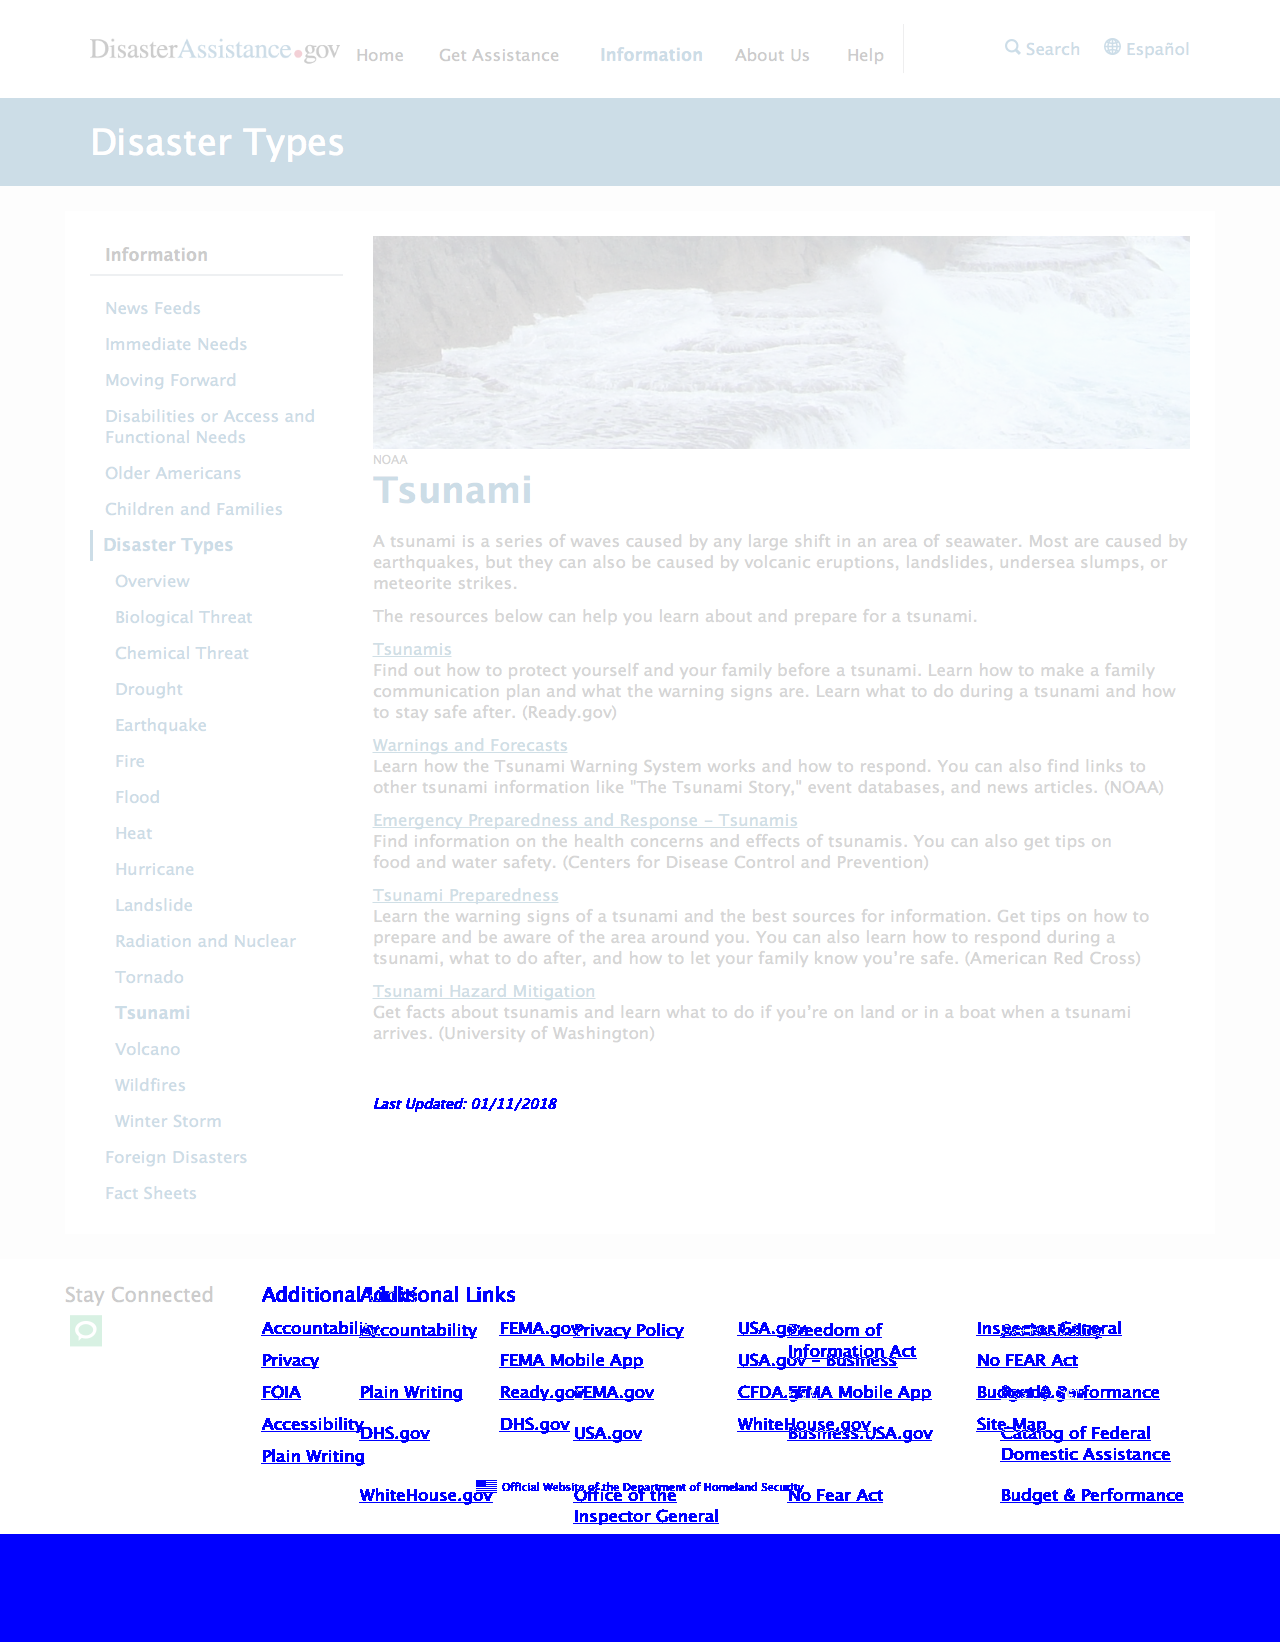 DisasterAssistance.gov Home Get Assistance Information About Us Help Search Español
Disaster Types
Information
News Feeds
Immediate Needs
Moving Forward
Disabilities or Access and
Functional Needs
Older Americans
Children and Families
Disaster Types
Overview
Biological Threat
Chemical Threat
Drought
Earthquake
Fire
Flood
Heat
Hurricane
Landslide
Radiation and Nuclear
Tornado
Tsunami
Volcano
Wildfires
Winter Storm
Foreign Disasters
Fact Sheets
NOAA
Tsunami
A tsunami is a series of waves caused by any large shift in an area of seawater. Most are caused by
earthquakes, but they can also be caused by volcanic eruptions, landslides, undersea slumps, or
meteorite strikes.
The resources below can help you learn about and prepare for a tsunami.
Tsunamis
Find out how to protect yourself and your family before a tsunami. Learn how to make a family
communication plan and what the warning signs are. Learn what to do during a tsunami and how
to stay safe after. (Ready.gov)
Warnings and Forecasts
Learn how the Tsunami Warning System works and how to respond. You can also find links to
other tsunami information like "The Tsunami Story," event databases, and news articles. (NOAA)
Emergency Preparedness and Response - Tsunamis
Find information on the health concerns and effects of tsunamis. You can also get tips on
food and water safety. (Centers for Disease Control and Prevention)
Tsunami Preparedness
Learn the warning signs of a tsunami and the best sources for information. Get tips on how to
prepare and be aware of the area around you. You can also learn how to respond during a
tsunami, what to do after, and how to let your family know you're safe. (American Red Cross)
Tsunami Hazard Mitigation
Get facts about tsunamis and learn what to do if you're on land or in a boat when a tsunami
arrives. (University of Washington)
Last Updated: 01/11/2018
Stay Connected
Additional Links
Accountability FEMA.gov USA.gov Inspector General
Privacy FEMA Mobile App USA.gov - Business No FEAR Act
FOIA Ready.gov CFDA.gov Budget & Performance
Accessibility DHS.gov WhiteHouse.gov Site Map
Plain Writing
Additional Links
Accountability Privacy Policy Freedom of
Information Act
Accessibility
Plain Writing FEMA.gov FEMA Mobile App Ready.gov
DHS.gov USA.gov Business.USA.gov Catalog of Federal
Domestic Assistance
Official Website of the Department of Homeland Security
WhiteHouse.gov Office of the
Inspector General
No Fear Act Budget & Performance